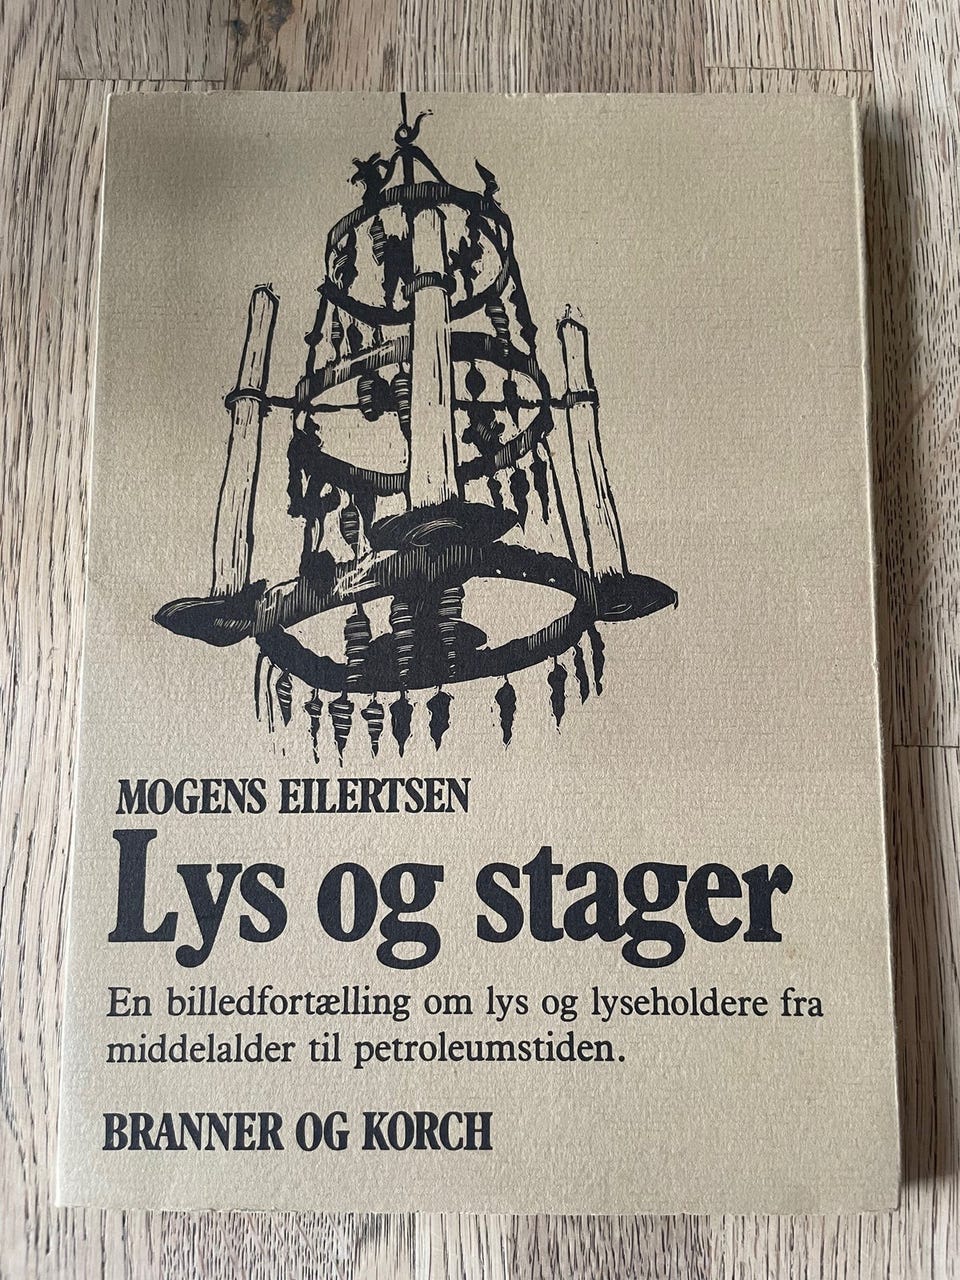 MOGENS EILERTSEN
Lys og stager
En billedfortælling om lys og lyseholdere fra
middelalder til petroleumstiden.
BRANNER OG KORCH